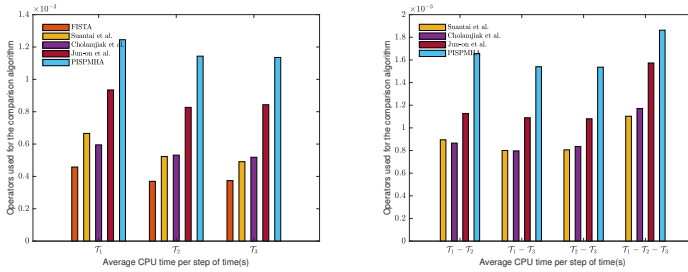 ×10⁻³
1.4
1.2
1
0.8
0.6
0.4
0.2
0
Operators used for the comparison algorithm
FISTA
Suantai et al.
Cholamjiak et al.
Jun-on et al.
PISPMHA
𝒯₁
𝒯₂
𝒯₃
Average CPU time per step of time(s)
×10⁻³
2
1.8
1.6
1.4
1.2
1
0.8
0.6
0.4
0.2
0
Operators used for the comparison algorithm
Suantai et al.
Cholamjiak et al.
Jun-on et al.
PISPMHA
𝒯₁ − 𝒯₂
𝒯₁ − 𝒯₃
𝒯₂ − 𝒯₃
𝒯₁ − 𝒯₂ − 𝒯₃
Average CPU time per step of time(s)